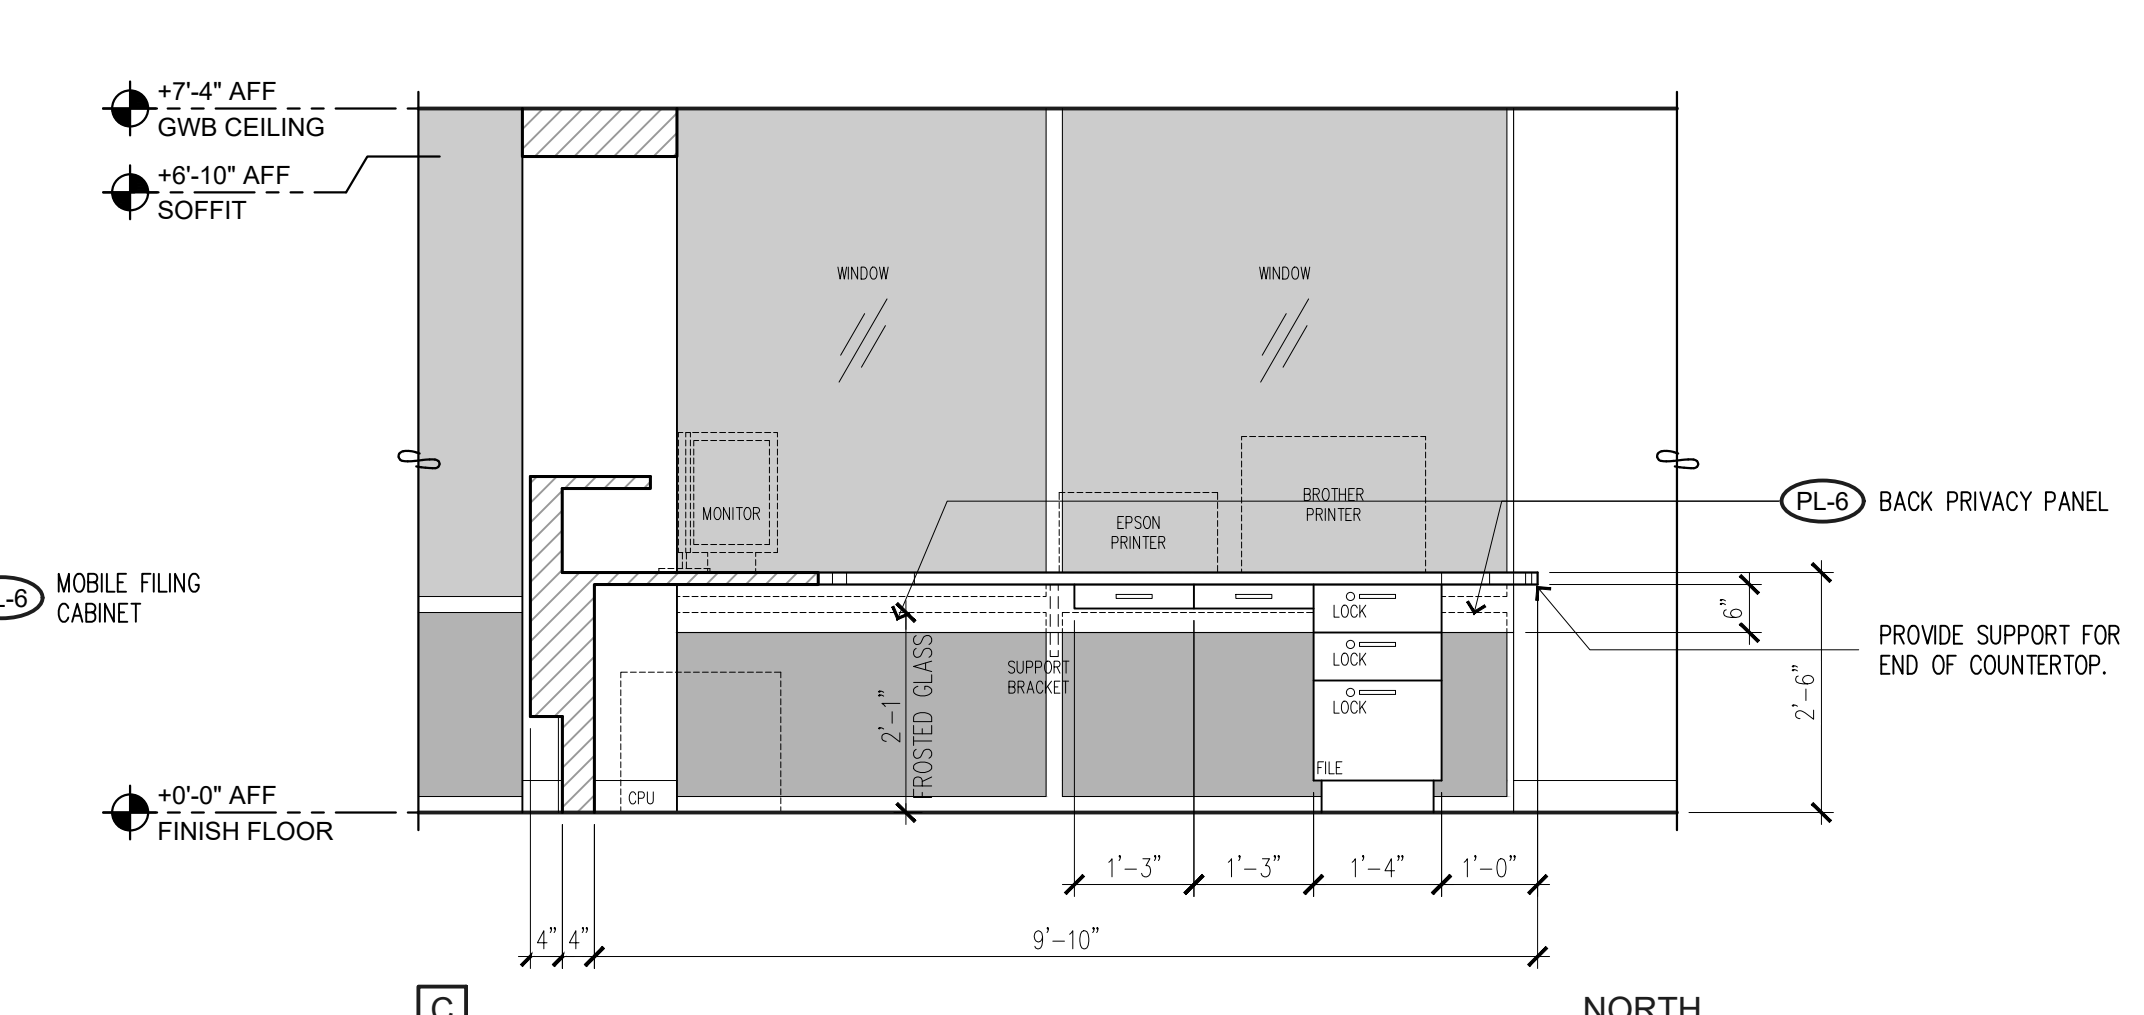 +7'-4" AFF
GWB CEILING
+6'-10" AFF
SOFFIT
WINDOW
WINDOW
MONITOR
EPSON
PRINTER
BROTHER
PRINTER
PL-6 BACK PRIVACY PANEL
-6 MOBILE FILING
CABINET
LOCK
LOCK
LOCK
FILE
SUPPORT
BRACKET
2'-1"
FROSTED GLASS
6"
2'-6"
PROVIDE SUPPORT FOR
END OF COUNTERTOP.
CPU
+0'-0" AFF
FINISH FLOOR
1'-3" 1'-3" 1'-4" 1'-0"
4" 4" 9'-10"
C
NORTH